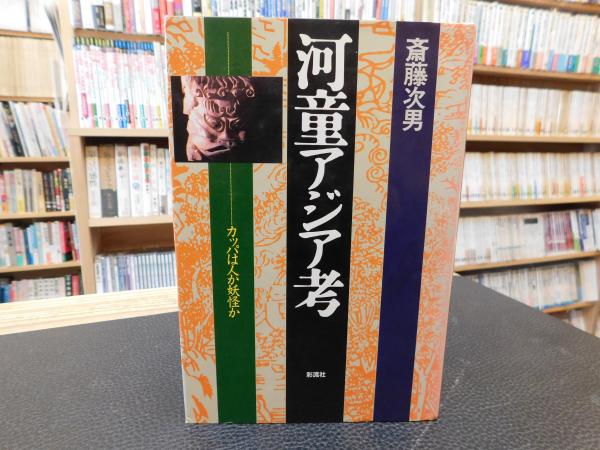 斎藤次男
河童アジア考
カッパは人か妖怪か
彩流社